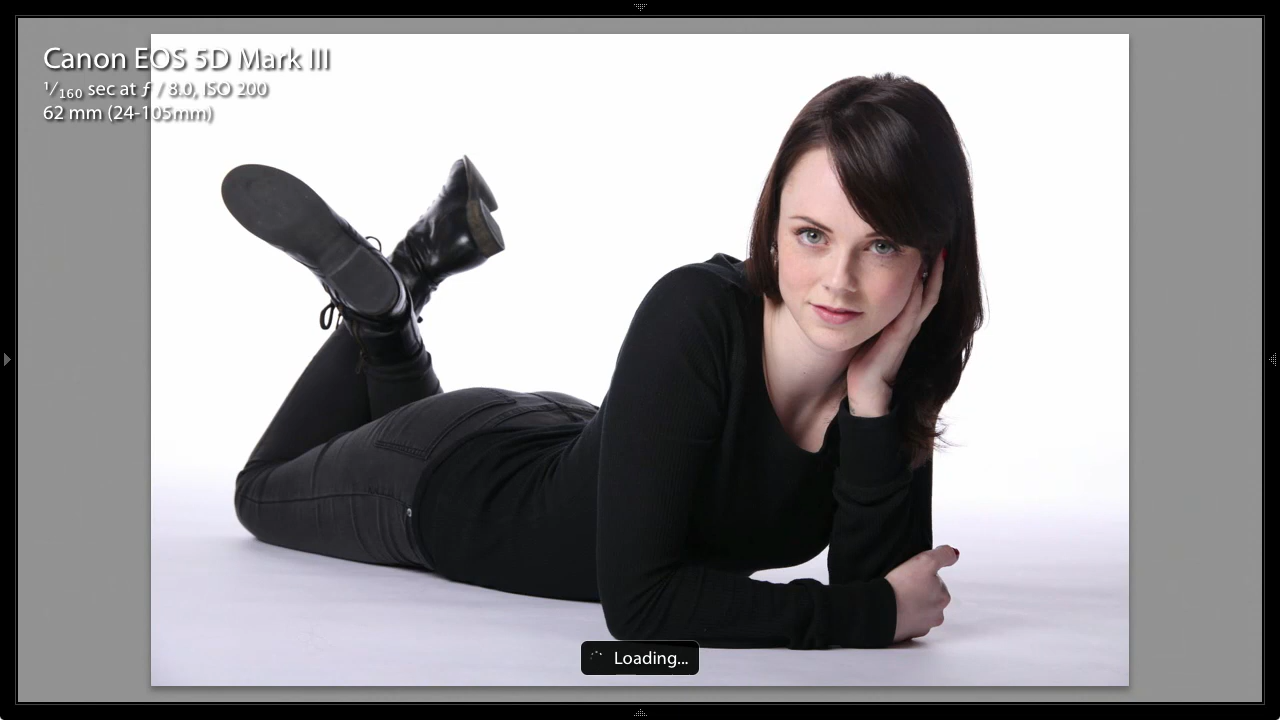 Canon EOS 5D Mark III
1/160 sec at ƒ / 8.0, ISO 200
62 mm (24-105mm)
Loading...